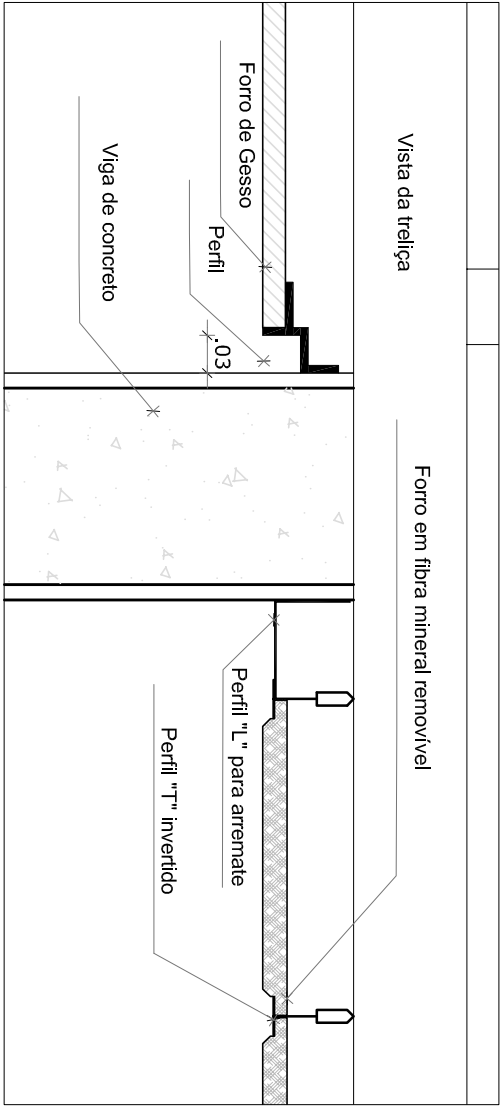 Vista da treliça
Forro em fibra mineral removível
Forro de Gesso
Perfil
.03
Viga de concreto
Perfil "L" para arremate
Perfil "T" invertido